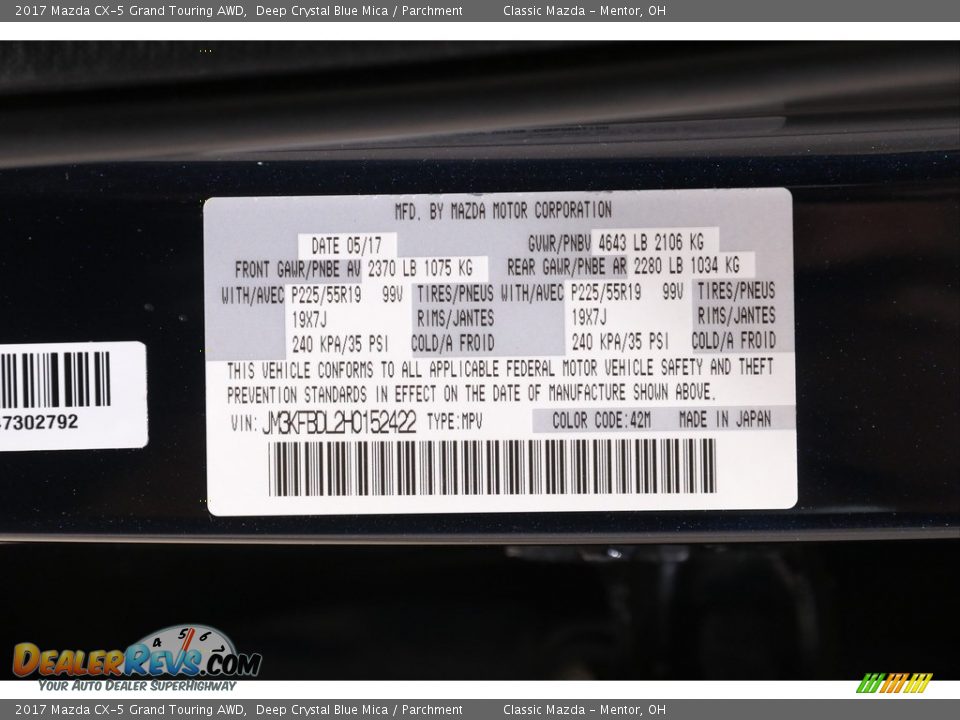 2017 Mazda CX-5 Grand Touring AWD, Deep Crystal Blue Mica / Parchment Classic Mazda - Mentor, OH
MFD. BY MAZDA MOTOR CORPORATION
DATE 05/17 GVWR/PNBV 4643 LB 2106 KG
FRONT GAWR/PNBE AV 2370 LB 1075 KG REAR GAWR/PNBE AR 2280 LB 1034 KG
WITH/AVEC P225/55R19 99V TIRES/PNEUS WITH/AVEC P225/55R19 99V TIRES/PNEUS
19X7J RIMS/JANTES 19X7J RIMS/JANTES
240 KPA/35 PSI COLD/A FROID 240 KPA/35 PSI COLD/A FROID
THIS VEHICLE CONFORMS TO ALL APPLICABLE FEDERAL MOTOR VEHICLE SAFETY AND THEFT
PREVENTION STANDARDS IN EFFECT ON THE DATE OF MANUFACTURE SHOWN ABOVE.
VIN: JM3KFBDL2H0152422 TYPE:MPV COLOR CODE:42M MADE IN JAPAN
7302792
4 5 6
DEALERREVS.COM
YOUR AUTO DEALER SUPERHIGHWAY
2017 Mazda CX-5 Grand Touring AWD, Deep Crystal Blue Mica / Parchment Classic Mazda - Mentor, OH